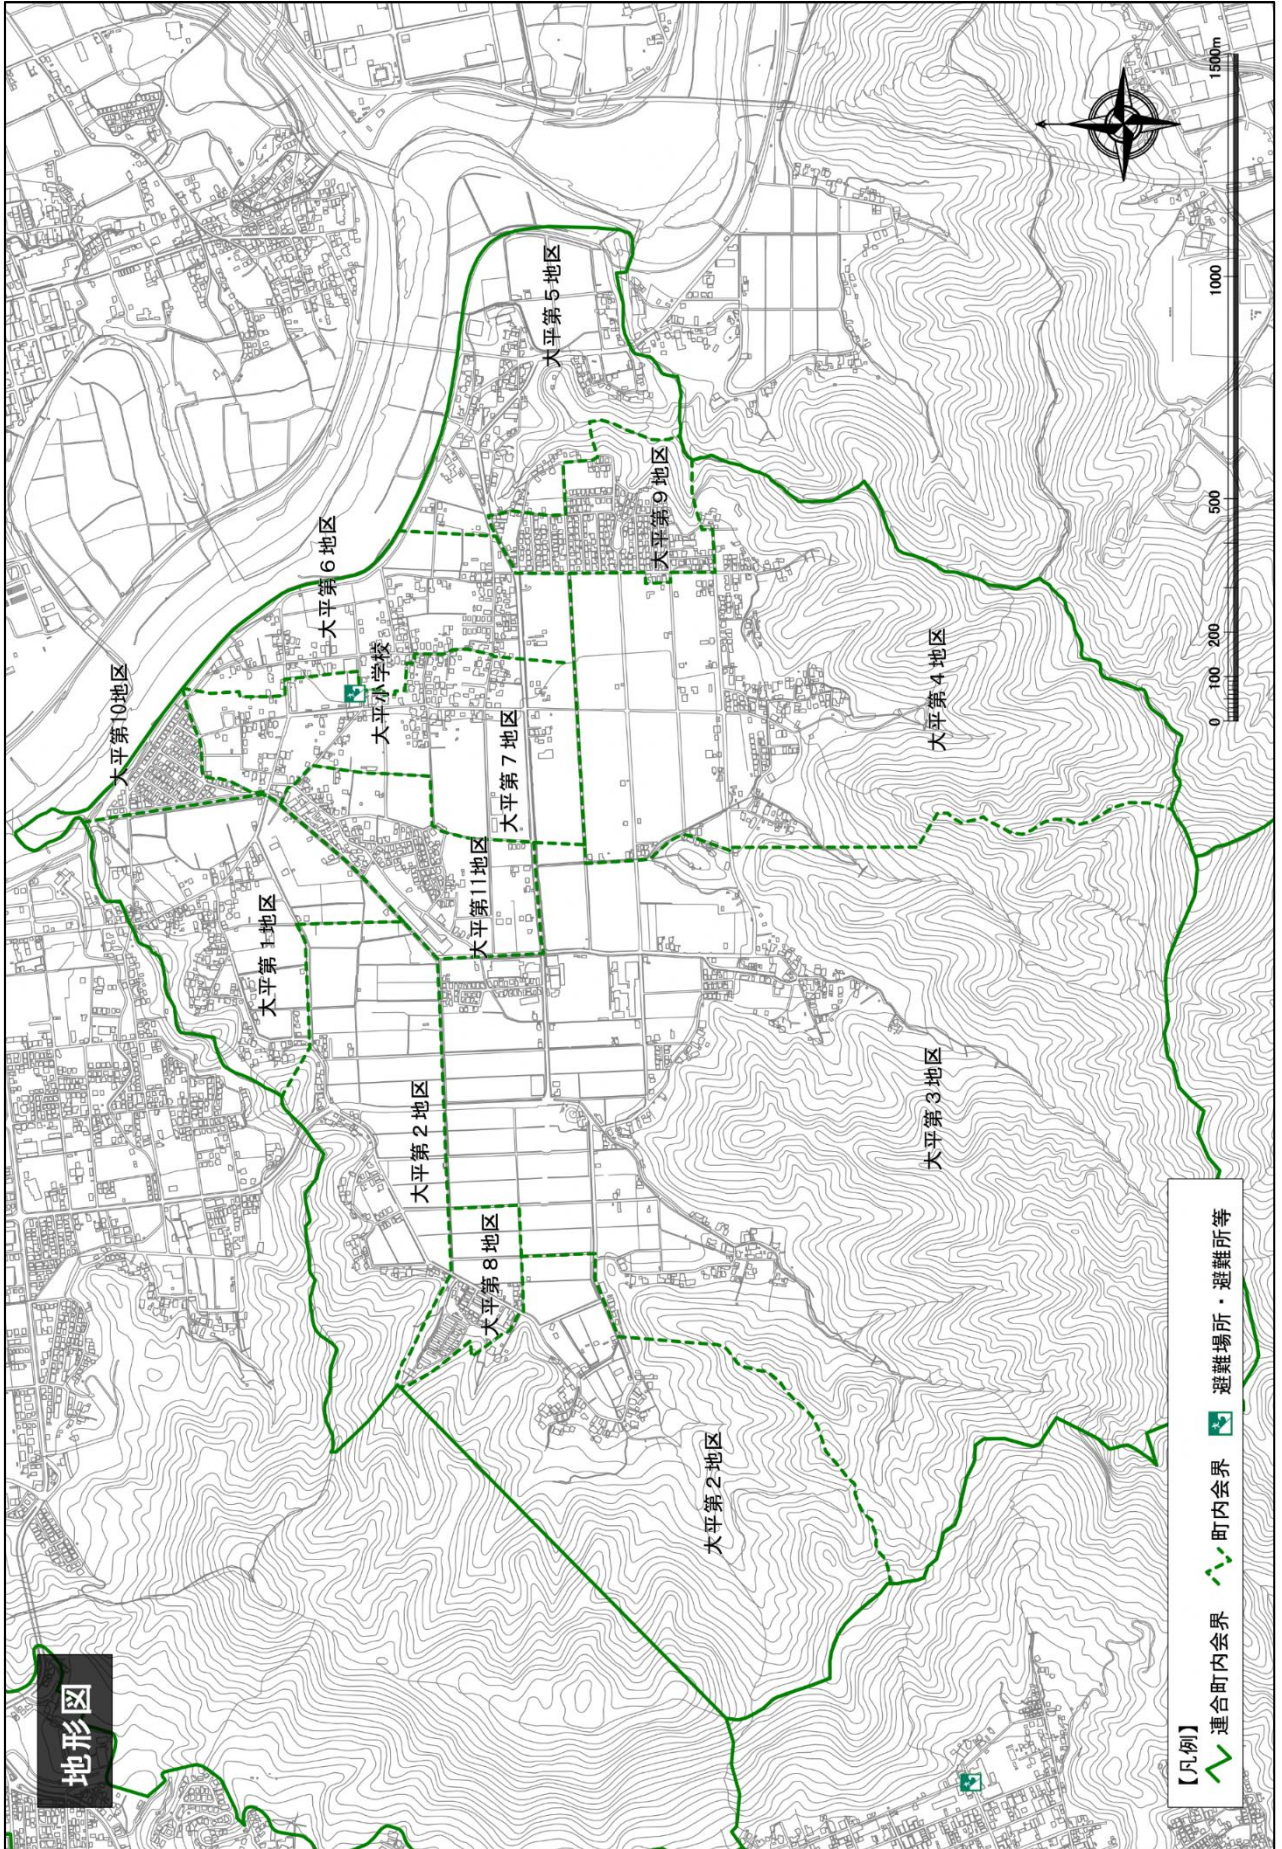 地形図
大平第10地区
大平第6地区
大平小学校
大平第1地区
大平第7地区
大平第11地区
大平第5地区
大平第9地区
大平第2地区
大平第8地区
大平第4地区
大平第3地区
大平第2地区
【凡例】
連合町内会界 町内会界 避難場所・避難所等
0 100 200 500 1000 1500m